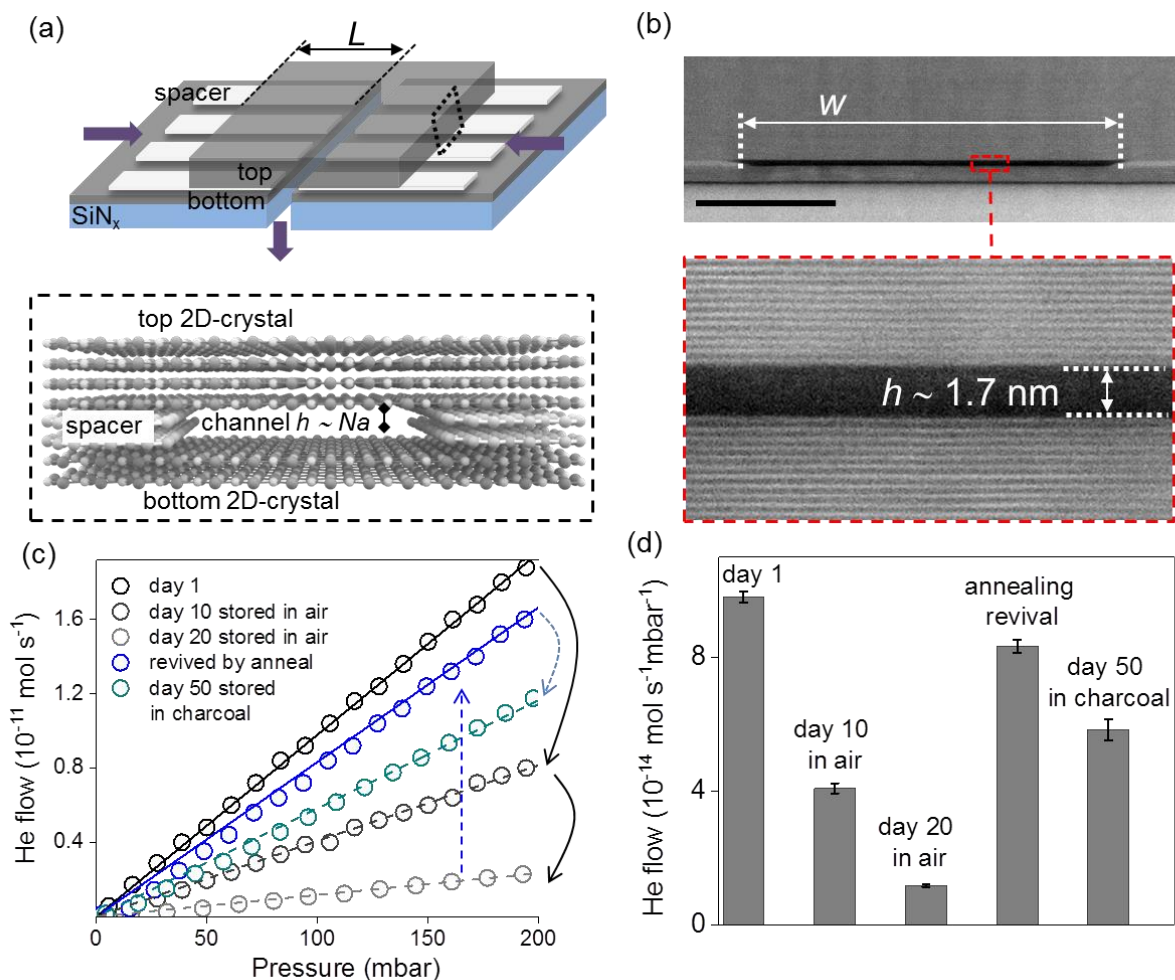 (a)
L
spacer
top
bottom
SiNₓ
top 2D-crystal
spacer
channel h ~ Na
bottom 2D-crystal
(b)
w
h ~ 1.7 nm
(c)
day 1
day 10 stored in air
day 20 stored in air
revived by anneal
day 50 stored
in charcoal
He flow (10⁻¹¹ mol s⁻¹)
1.6
1.2
0.8
0.4
0
50
100
150
200
Pressure (mbar)
(d)
He flow (10⁻¹⁴ mol s⁻¹mbar⁻¹)
8
4
0
day 1
day 10
in air
day 20
in air
annealing
revival
day 50
in charcoal